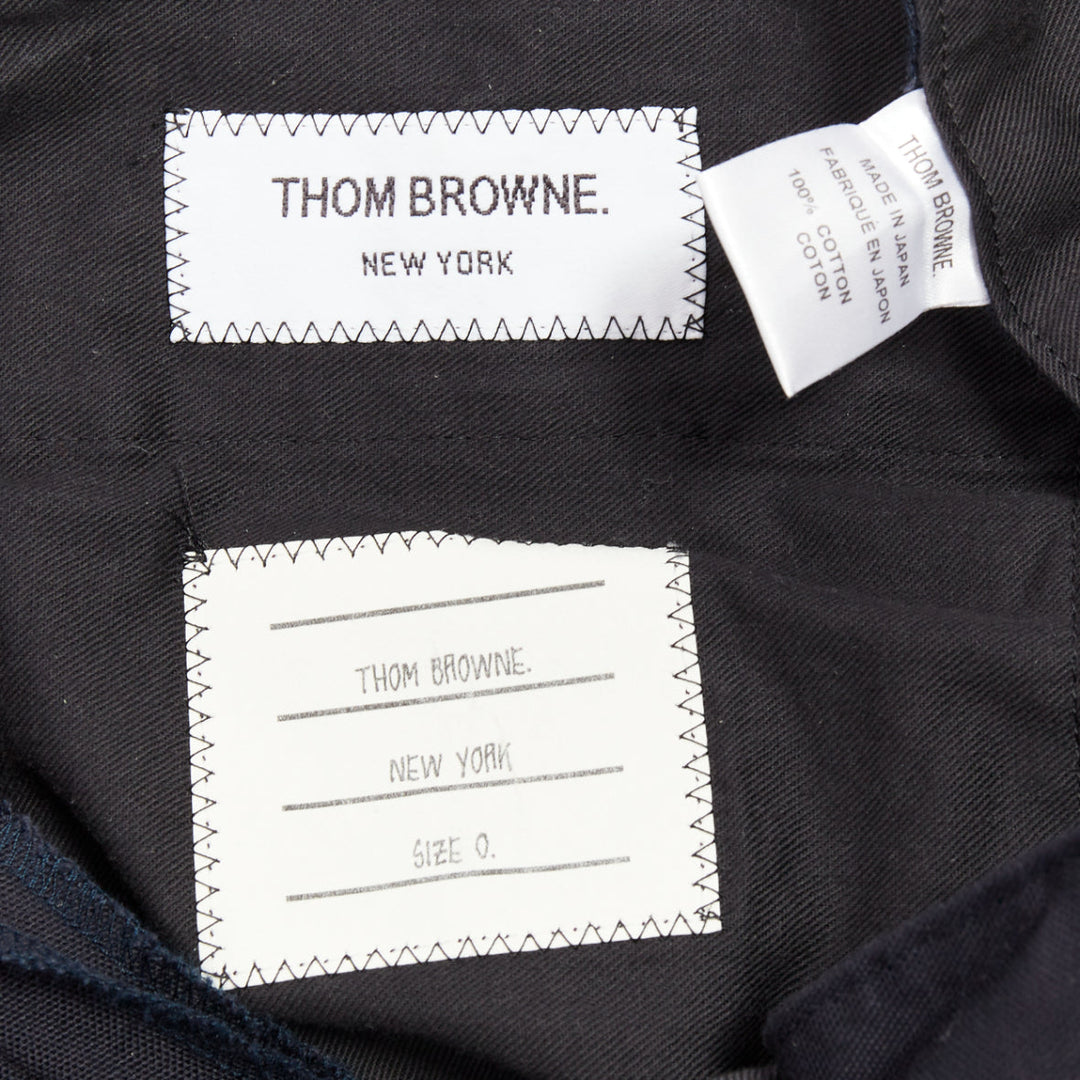 THOM BROWNE.
NEW YORK
THOM BROWNE.
MADE IN JAPAN
FABRIQUÉ EN JAPON
100% COTTON
COTON
THOM BROWNE.
NEW YORK
SIZE 0.